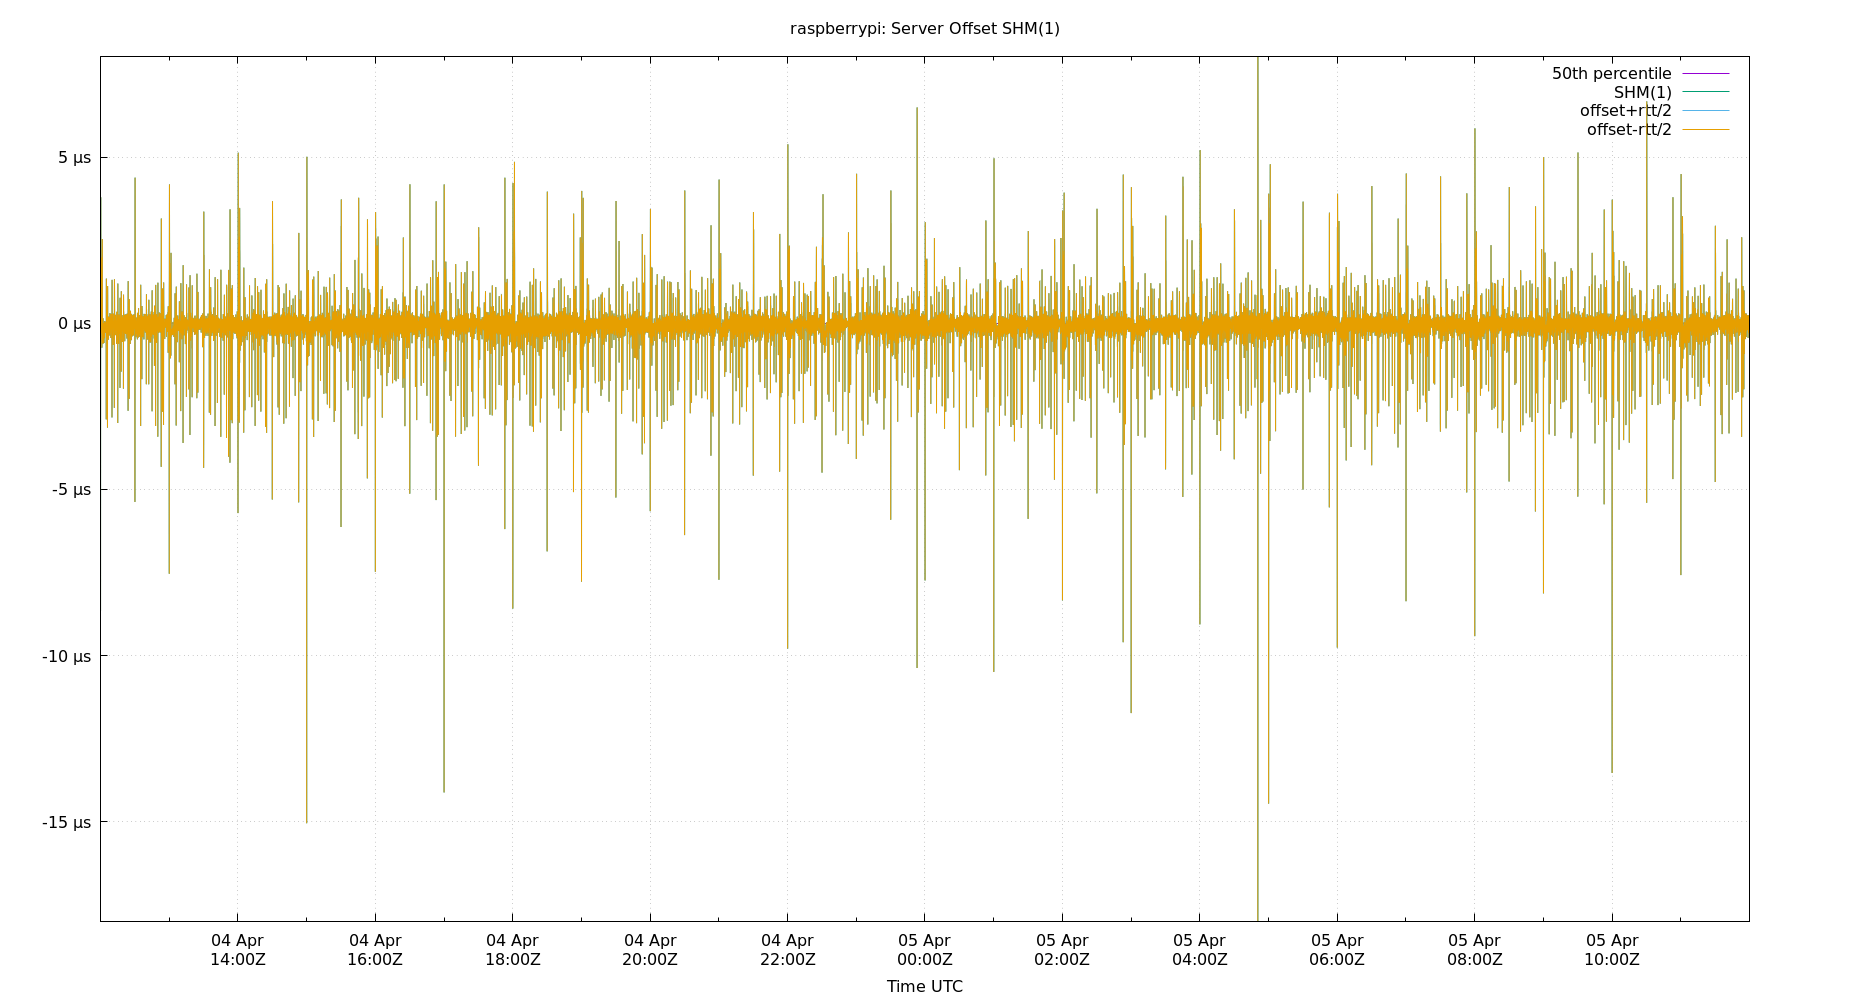 raspberrypi: Server Offset SHM(1)
50th percentile
SHM(1)
offset+rtt/2
offset-rtt/2
5 µs
0 µs
-5 µs
-10 µs
-15 µs
04 Apr 04 Apr 04 Apr 04 Apr 04 Apr 05 Apr 05 Apr 05 Apr 05 Apr 05 Apr 05 Apr
14:00Z 16:00Z 18:00Z 20:00Z 22:00Z 00:00Z 02:00Z 04:00Z 06:00Z 08:00Z 10:00Z
Time UTC